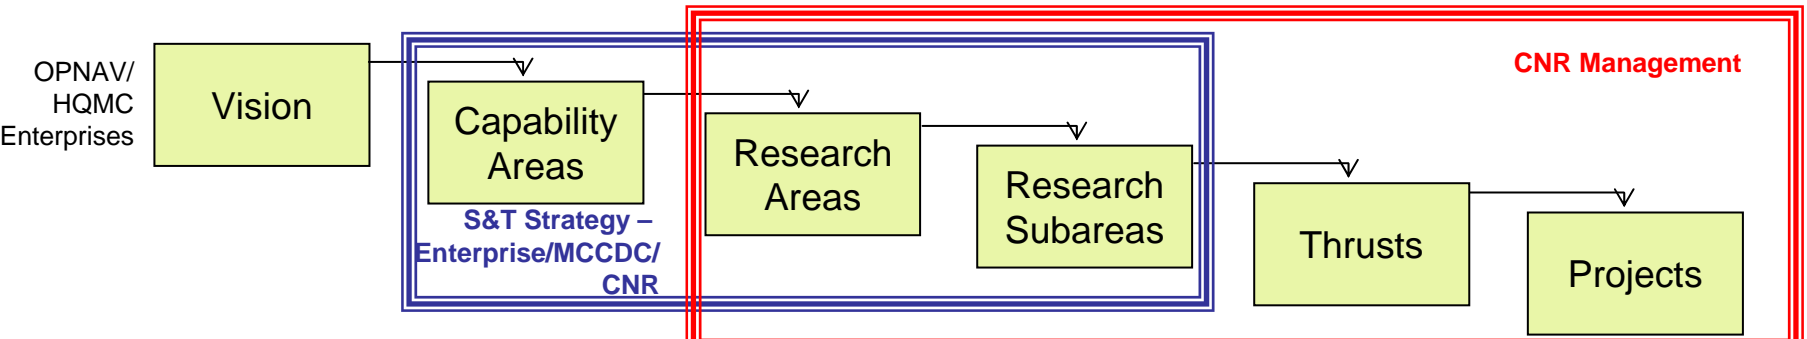 OPNAV/
HQMC
Enterprises
Vision
Capability
Areas
S&T Strategy –
Enterprise/MCCDC/
CNR
Research
Areas
Research
Subareas
CNR Management
Thrusts
Projects